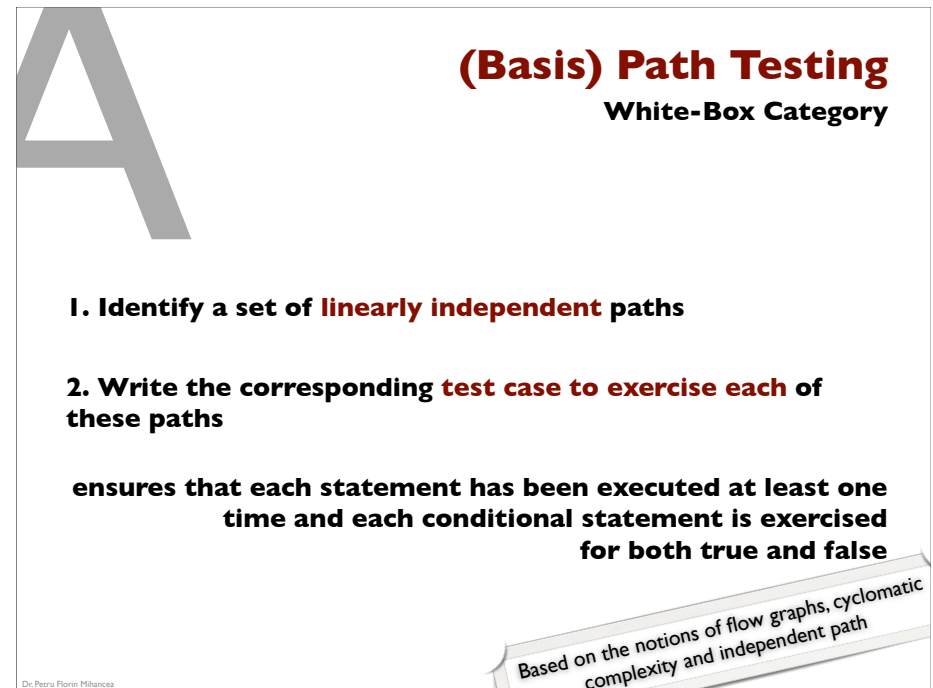 A
(Basis) Path Testing
White-Box Category
1. Identify a set of linearly independent paths
2. Write the corresponding test case to exercise each of
these paths
ensures that each statement has been executed at least one
time and each conditional statement is exercised
for both true and false
Based on the notions of flow graphs, cyclomatic
complexity and independent path
Dr. Petru Florin Mihancea